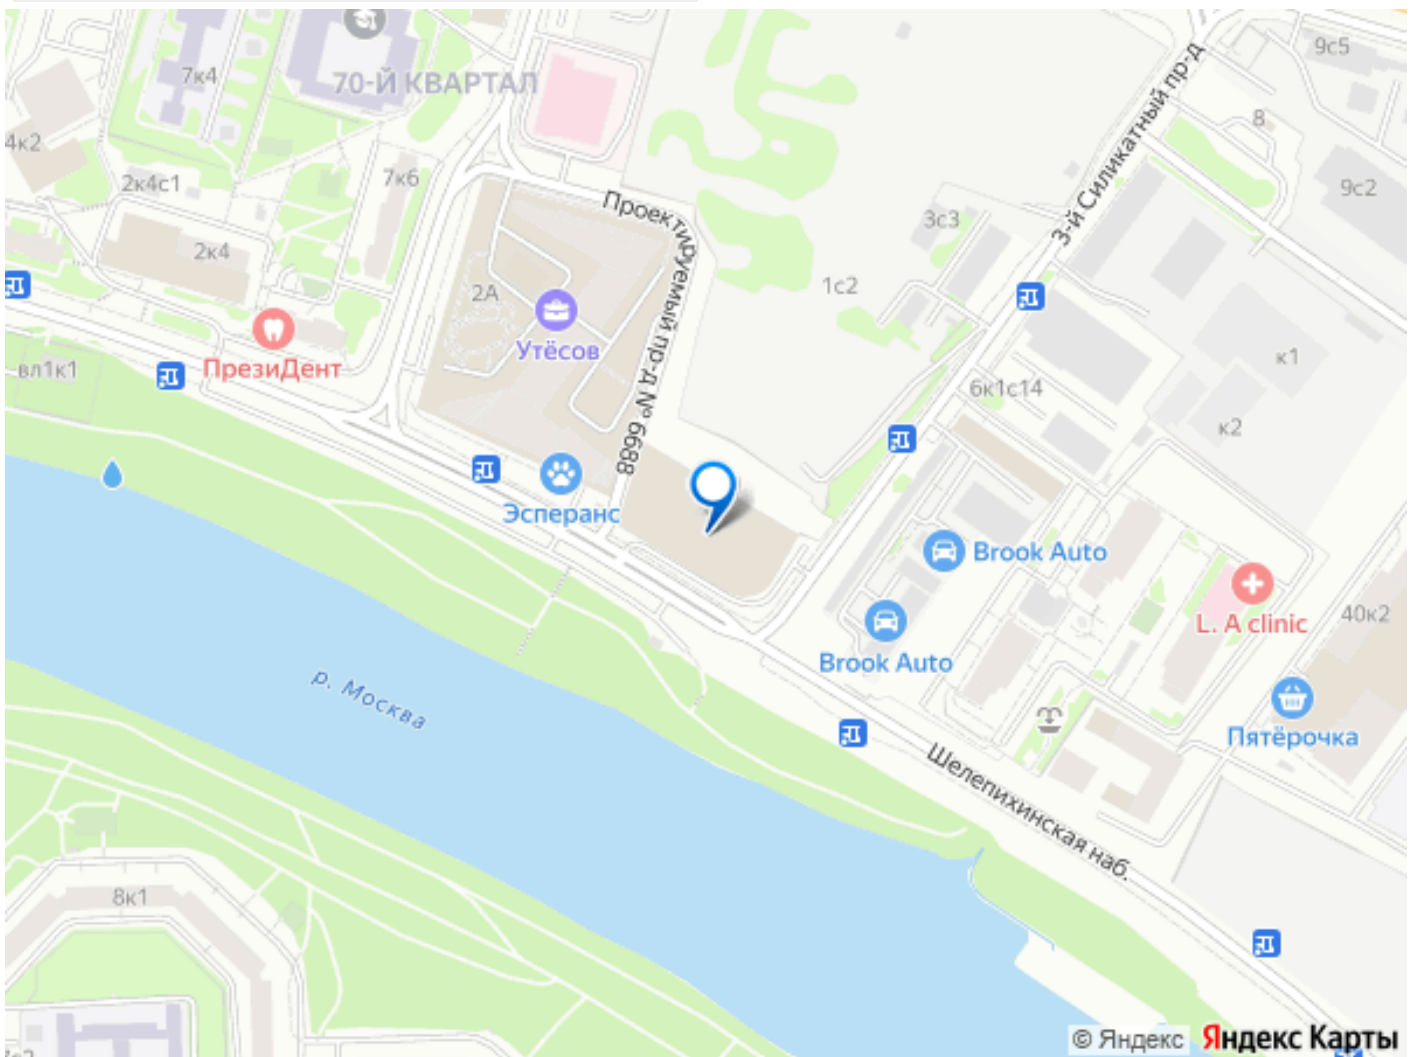 9с5
7к4
70-Й КВАРТАЛ
3-й Силикатный пр-д
8
4к2
2к4с1
7к6
9с2
Проектируемый пр-д № 6688
3с3
2к4
1с2
2А
Утёсов
ПрезиДент
вл1к1
к1
6к1с14
к2
Эсперанс
Brook Auto
L. A clinic
40к2
Brook Auto
р. Москва
Пятёрочка
Шелепихинская наб.
8к1
© Яндекс
Яндекс Карты